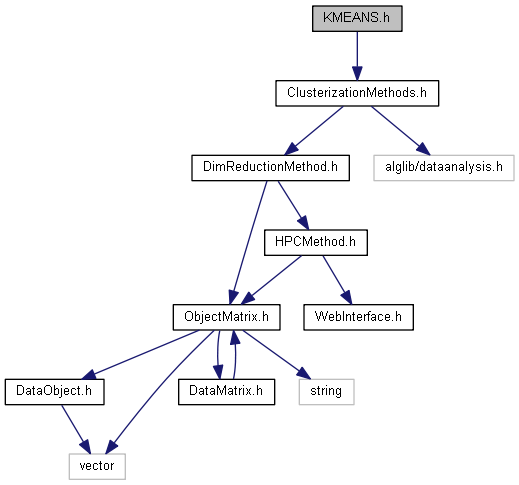 KMEANS.h
ClusterizationMethods.h
DimReductionMethod.h
alglib/dataanalysis.h
HPCMethod.h
ObjectMatrix.h
WebInterface.h
DataObject.h
DataMatrix.h
string
vector